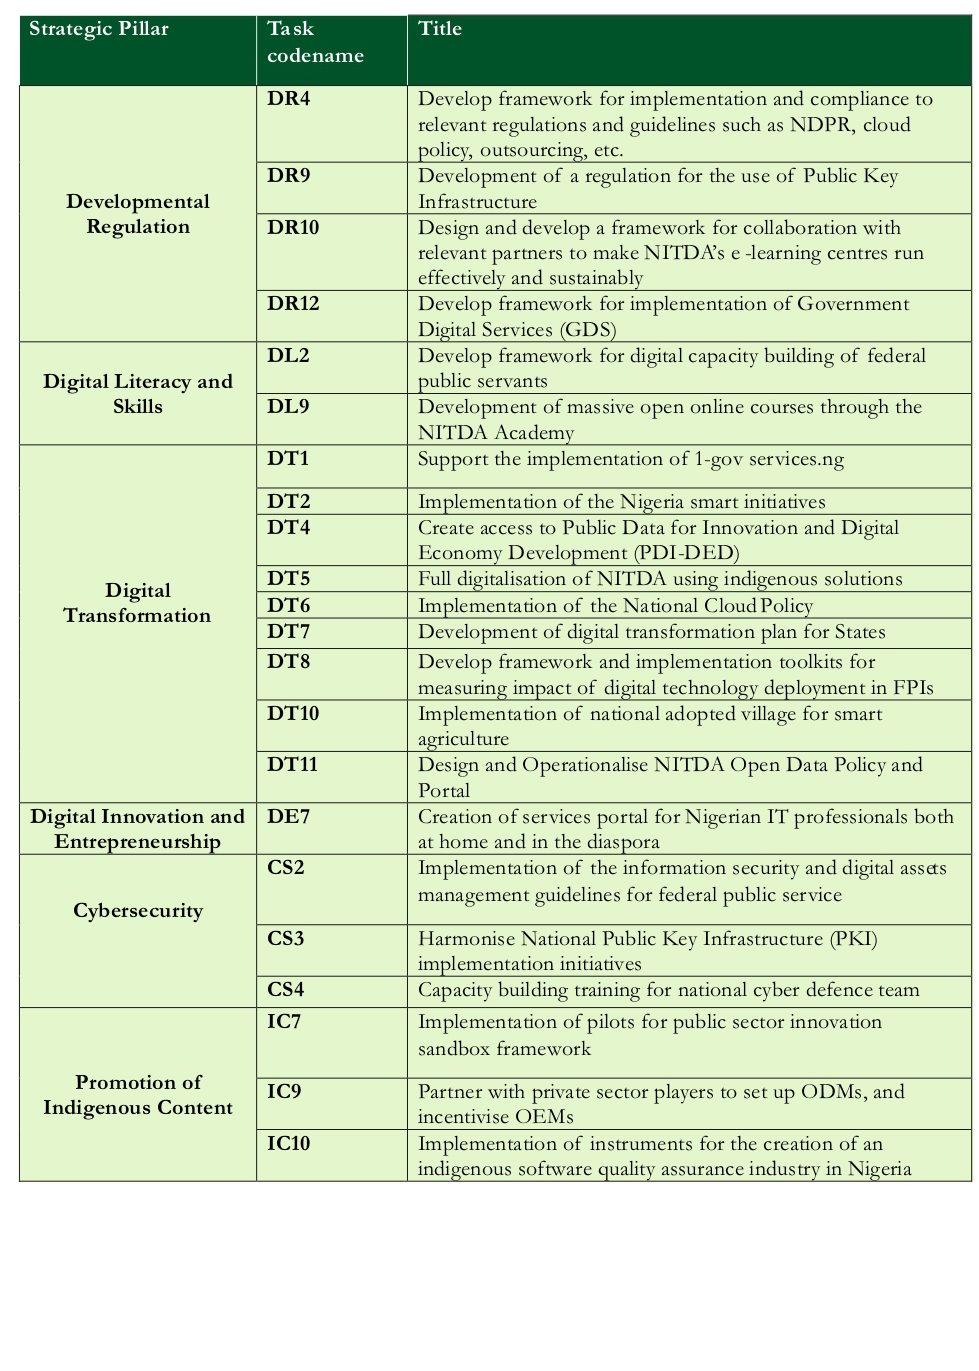 Strategic Pillar
Task
codename
Title
Developmental
Regulation
DR4
Develop framework for implementation and compliance to
relevant regulations and guidelines such as NDPR, cloud
policy, outsourcing, etc.
DR9
Development of a regulation for the use of Public Key
Infrastructure
DR10
Design and develop a framework for collaboration with
relevant partners to make NITDA’s e -learning centres run
effectively and sustainably
DR12
Develop framework for implementation of Government
Digital Services (GDS)
Digital Literacy and
Skills
DL2
Develop framework for digital capacity building of federal
public servants
DL9
Development of massive open online courses through the
NITDA Academy
Digital
Transformation
DT1
Support the implementation of 1-gov services.ng
DT2
Implementation of the Nigeria smart initiatives
DT4
Create access to Public Data for Innovation and Digital
Economy Development (PDI-DED)
DT5
Full digitalisation of NITDA using indigenous solutions
DT6
Implementation of the National Cloud Policy
DT7
Development of digital transformation plan for States
DT8
Develop framework and implementation toolkits for
measuring impact of digital technology deployment in FPIs
DT10
Implementation of national adopted village for smart
agriculture
DT11
Design and Operationalise NITDA Open Data Policy and
Portal
Digital Innovation and
Entrepreneurship
DE7
Creation of services portal for Nigerian IT professionals both
at home and in the diaspora
Cybersecurity
CS2
Implementation of the information security and digital assets
management guidelines for federal public service
CS3
Harmonise National Public Key Infrastructure (PKI)
implementation initiatives
CS4
Capacity building training for national cyber defence team
Promotion of
Indigenous Content
IC7
Implementation of pilots for public sector innovation
sandbox framework
IC9
Partner with private sector players to set up ODMs, and
incentivise OEMs
IC10
Implementation of instruments for the creation of an
indigenous software quality assurance industry in Nigeria